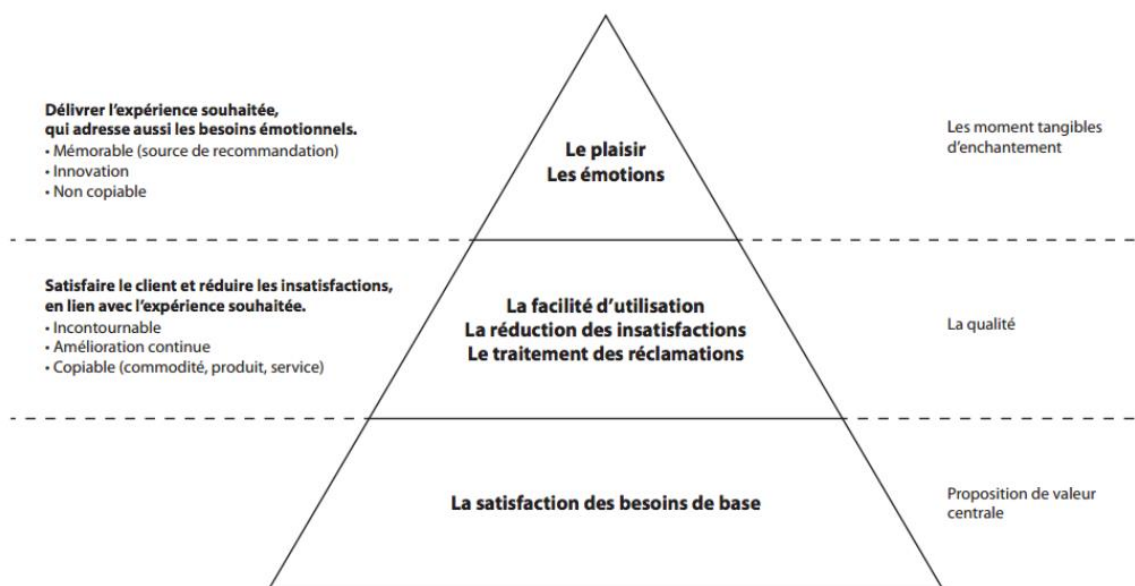 Délivrer l'expérience souhaitée,
qui adresse aussi les besoins émotionnels.
• Mémorable (source de recommandation)
• Innovation
• Non copiable
Le plaisir
Les émotions
Les moment tangibles
d'enchantement
Satisfaire le client et réduire les insatisfactions,
en lien avec l'expérience souhaitée.
• Incontournable
• Amélioration continue
• Copiable (commodité, produit, service)
La facilité d'utilisation
La réduction des insatisfactions
Le traitement des réclamations
La qualité
La satisfaction des besoins de base
Proposition de valeur
centrale